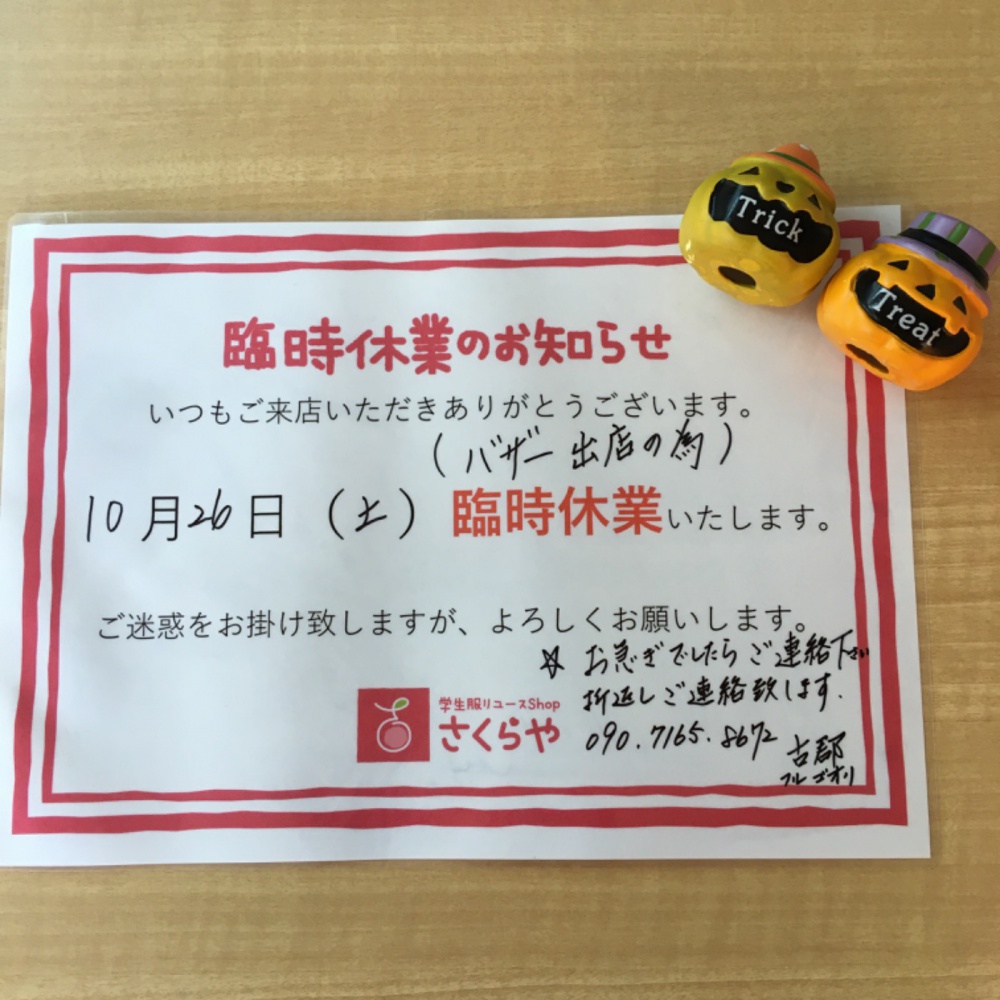 Trick
Treat
臨時休業のお知らせ
いつもご来店いただきありがとうございます。
(バザー出店の為)
10月26日(土)臨時休業いたします。
ご迷惑をお掛け致しますが、よろしくお願いします。
☆ お急ぎでしたらご連絡下さい
折返しご連絡致します.
学生服リユースShop
さくらや
090.7165.8672
古郡
フルゴオリ